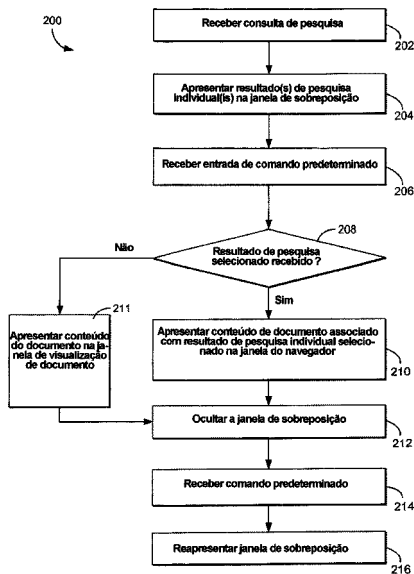 200
Receber consulta de pesquisa
202
Apresentar resultado(s) de pesquisa
individual(is) na janela de sobreposição
204
Receber entrada de comando predeterminado
206
208
Resultado de pesquisa
selecionado recebido ?
Não
Sim
211
Apresentar conteúdo
do documento na ja-
nela de visualização
de documento
Apresentar conteúdo de documento associado
com resultado de pesquisa individual selecio-
nado na janela do navegador
210
Ocultar a janela de sobreposição
212
Receber comando predeterminado
214
Reapresentar janela de sobreposição
216